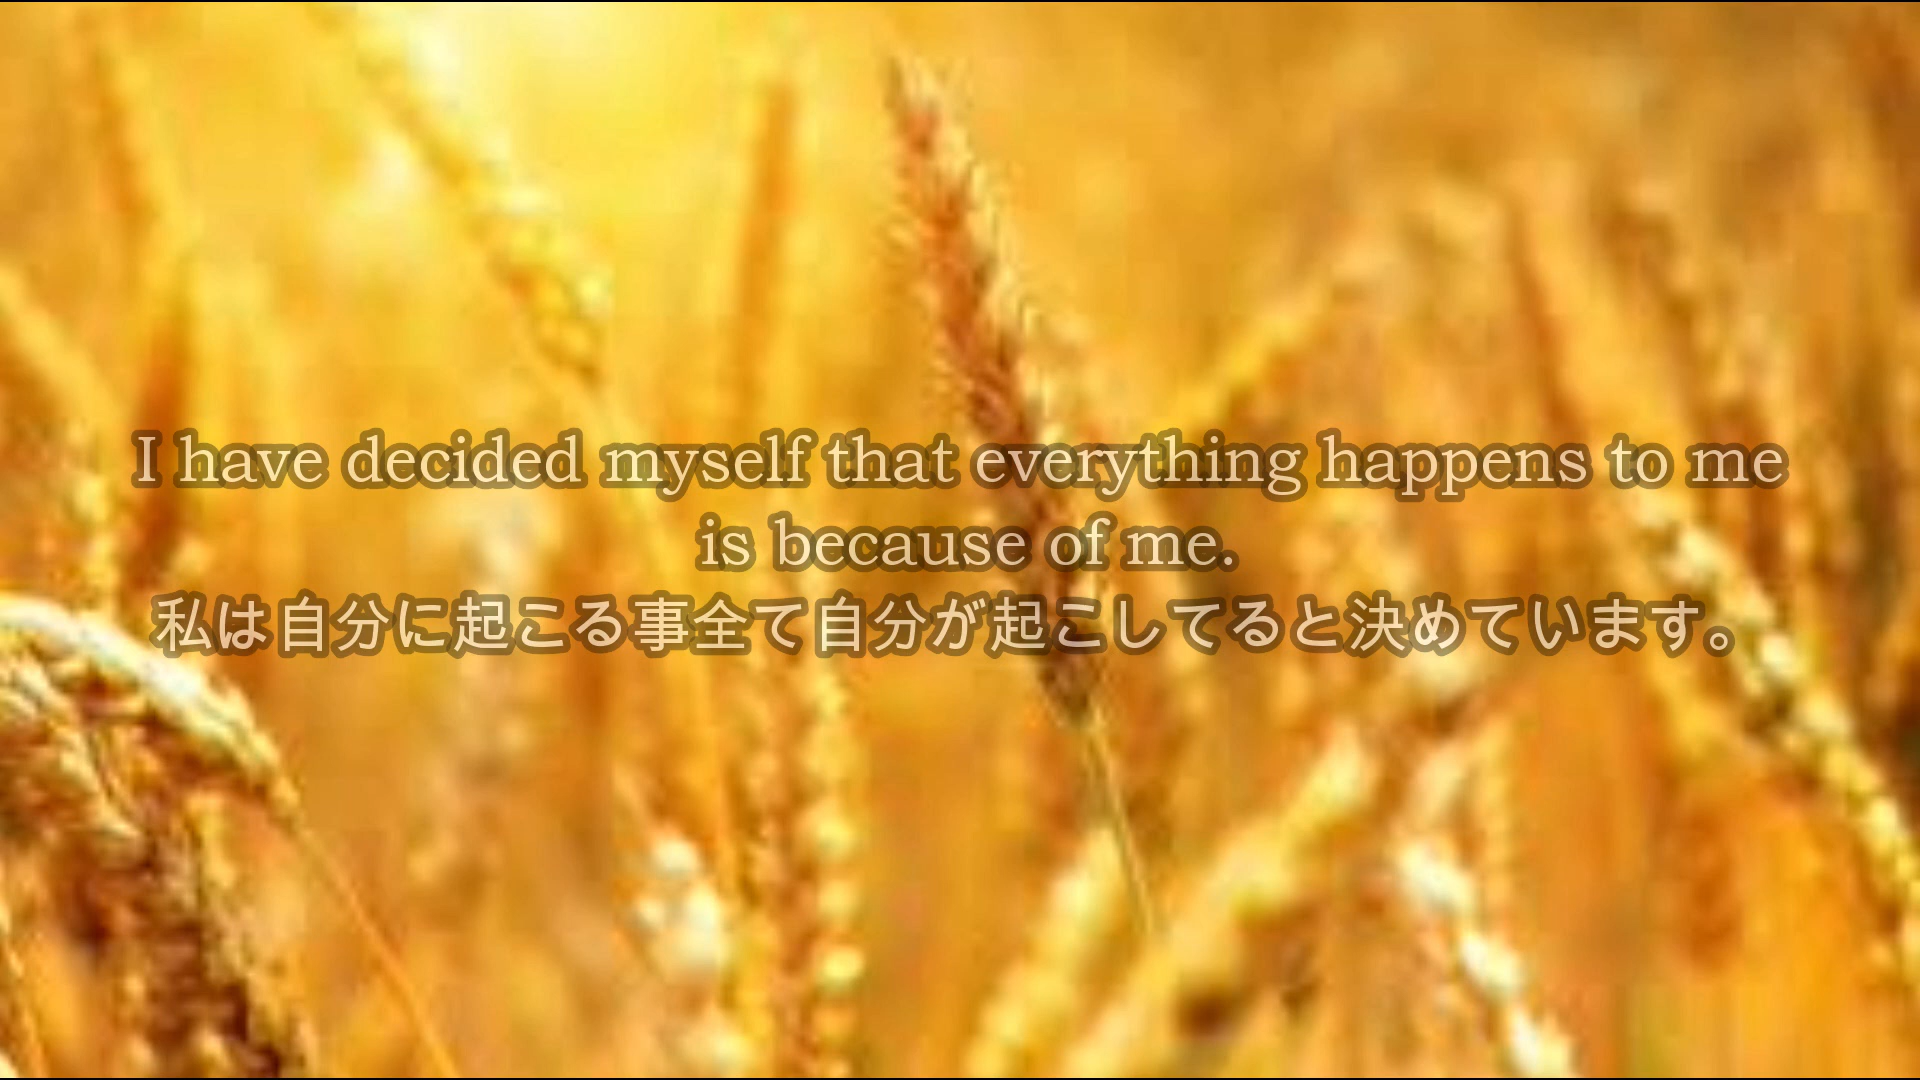 I have decided myself that everything happens to me
is because of me.
私は自分に起こる事全て自分が起こしてると決めています。